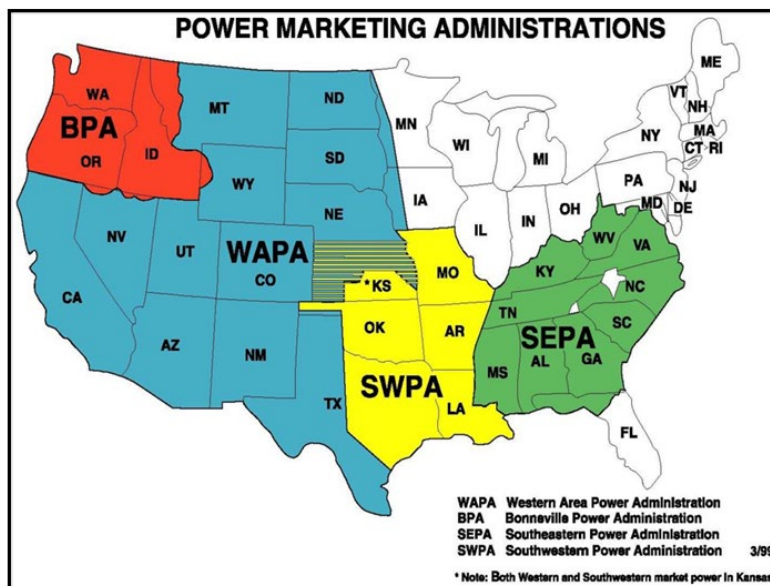 POWER MARKETING ADMINISTRATIONS
WA
MT
ND
MN
ME
VT
NH
BPA
OR
ID
SD
WI
MI
NY
MA
CT
RI
WY
IA
PA
NJ
NE
IL
IN
OH
MD
DE
NV
UT
WAPA
CO
* KS
MO
KY
WV
VA
CA
AZ
NM
OK
AR
TN
NC
SEPA
SC
MS
AL
GA
TX
SWPA
LA
FL
WAPA Western Area Power Administration
BPA Bonneville Power Administration
SEPA Southeastern Power Administration
SWPA Southwestern Power Administration 3/99
* Note: Both Western and Southwestern market power in Kansas